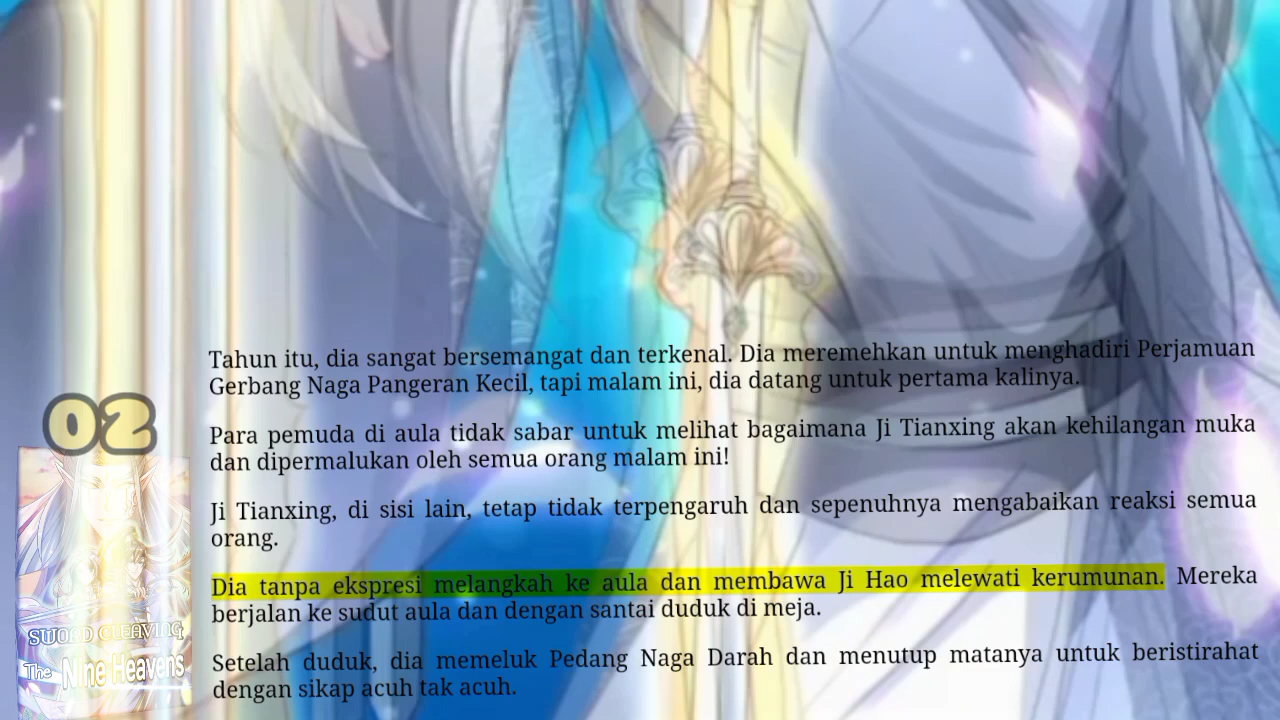 Tahun itu, dia sangat bersemangat dan terkenal. Dia meremehkan untuk menghadiri Perjamuan
Gerbang Naga Pangeran Kecil, tapi malam ini, dia datang untuk pertama kalinya.
Para pemuda di aula tidak sabar untuk melihat bagaimana Ji Tianxing akan kehilangan muka
dan dipermalukan oleh semua orang malam ini!
Ji Tianxing, di sisi lain, tetap tidak terpengaruh dan sepenuhnya mengabaikan reaksi semua
orang.
Dia tanpa ekspresi melangkah ke aula dan membawa Ji Hao melewati kerumunan. Mereka
berjalan ke sudut aula dan dengan santai duduk di meja.
Setelah duduk, dia memeluk Pedang Naga Darah dan menutup matanya untuk beristirahat
dengan sikap acuh tak acuh.
02
SWORD CLEAVING
The Nine Heavens